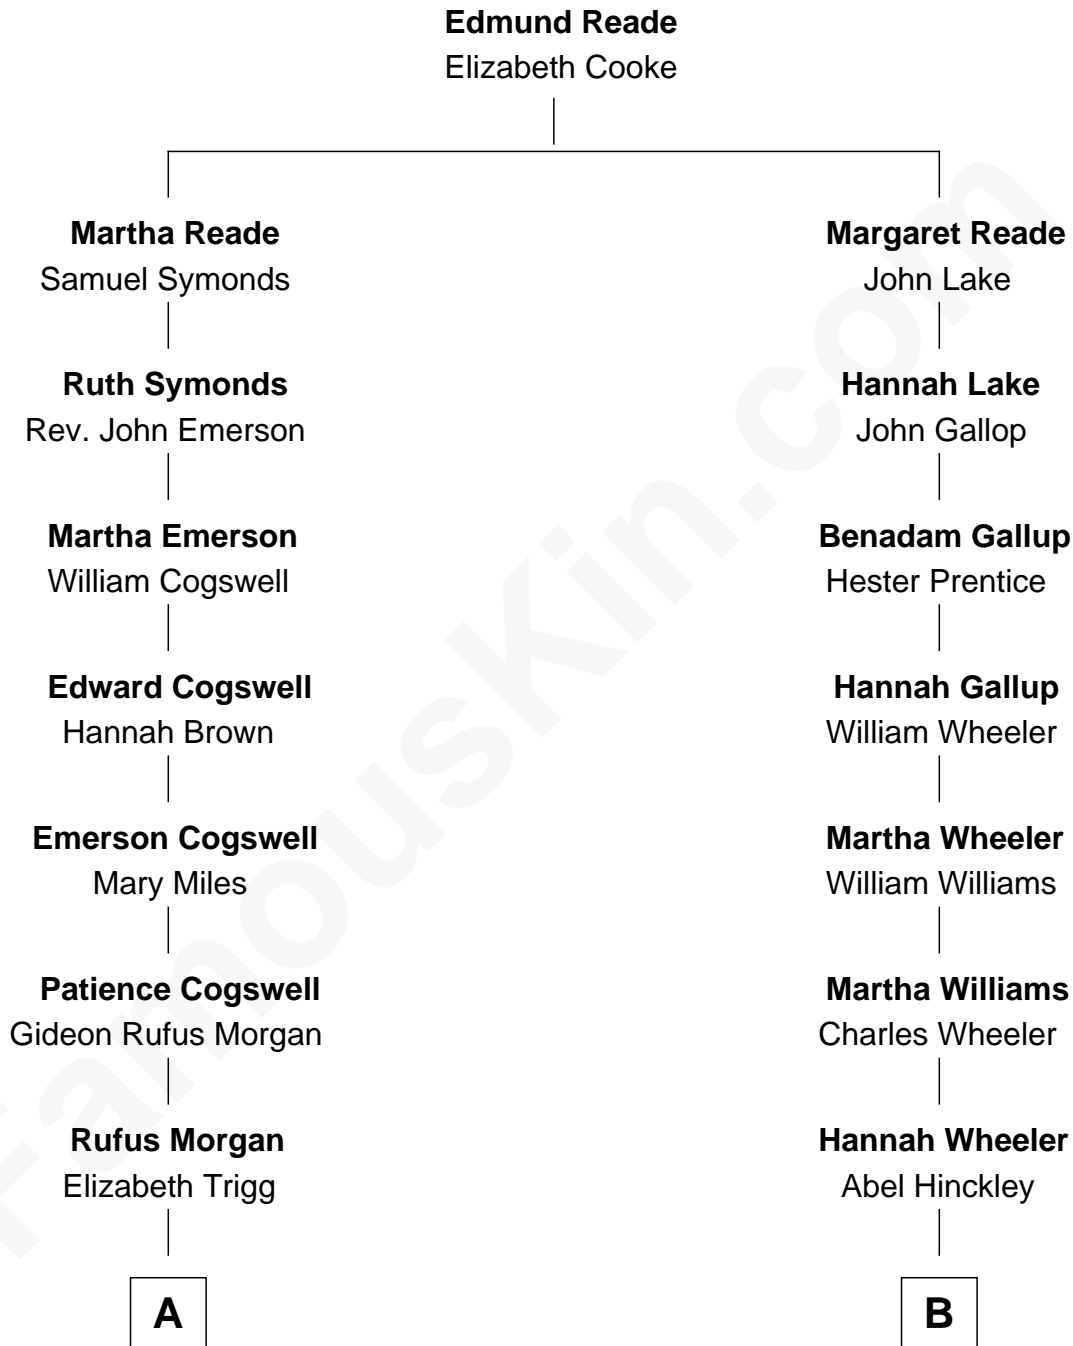 Edmund Reade
Elizabeth Cooke
Martha Reade
Samuel Symonds
Margaret Reade
John Lake
Ruth Symonds
Rev. John Emerson
Hannah Lake
John Gallop
Martha Emerson
William Cogswell
Benadam Gallup
Hester Prentice
Edward Cogswell
Hannah Brown
Hannah Gallup
William Wheeler
Emerson Cogswell
Mary Miles
Martha Wheeler
William Williams
Patience Cogswell
Gideon Rufus Morgan
Martha Williams
Charles Wheeler
Rufus Morgan
Elizabeth Trigg
Hannah Wheeler
Abel Hinckley
A
B
FamousKin.com